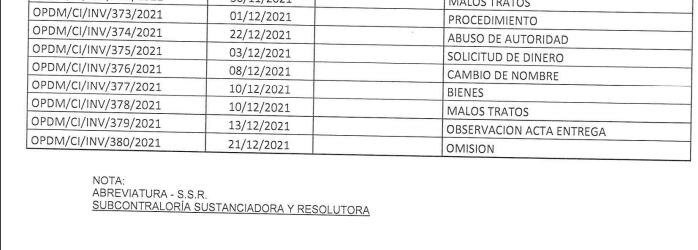 MALOS TRATOS
OPDM/CI/INV/373/2021 01/12/2021 PROCEDIMIENTO
OPDM/CI/INV/374/2021 22/12/2021 ABUSO DE AUTORIDAD
OPDM/CI/INV/375/2021 03/12/2021 SOLICITUD DE DINERO
OPDM/CI/INV/376/2021 08/12/2021 CAMBIO DE NOMBRE
OPDM/CI/INV/377/2021 10/12/2021 BIENES
OPDM/CI/INV/378/2021 10/12/2021 MALOS TRATOS
OPDM/CI/INV/379/2021 13/12/2021 OBSERVACION ACTA ENTREGA
OPDM/CI/INV/380/2021 21/12/2021 OMISION
NOTA:
ABREVIATURA - S.S.R.
SUBCONTRALORÍA SUSTANCIADORA Y RESOLUTORA